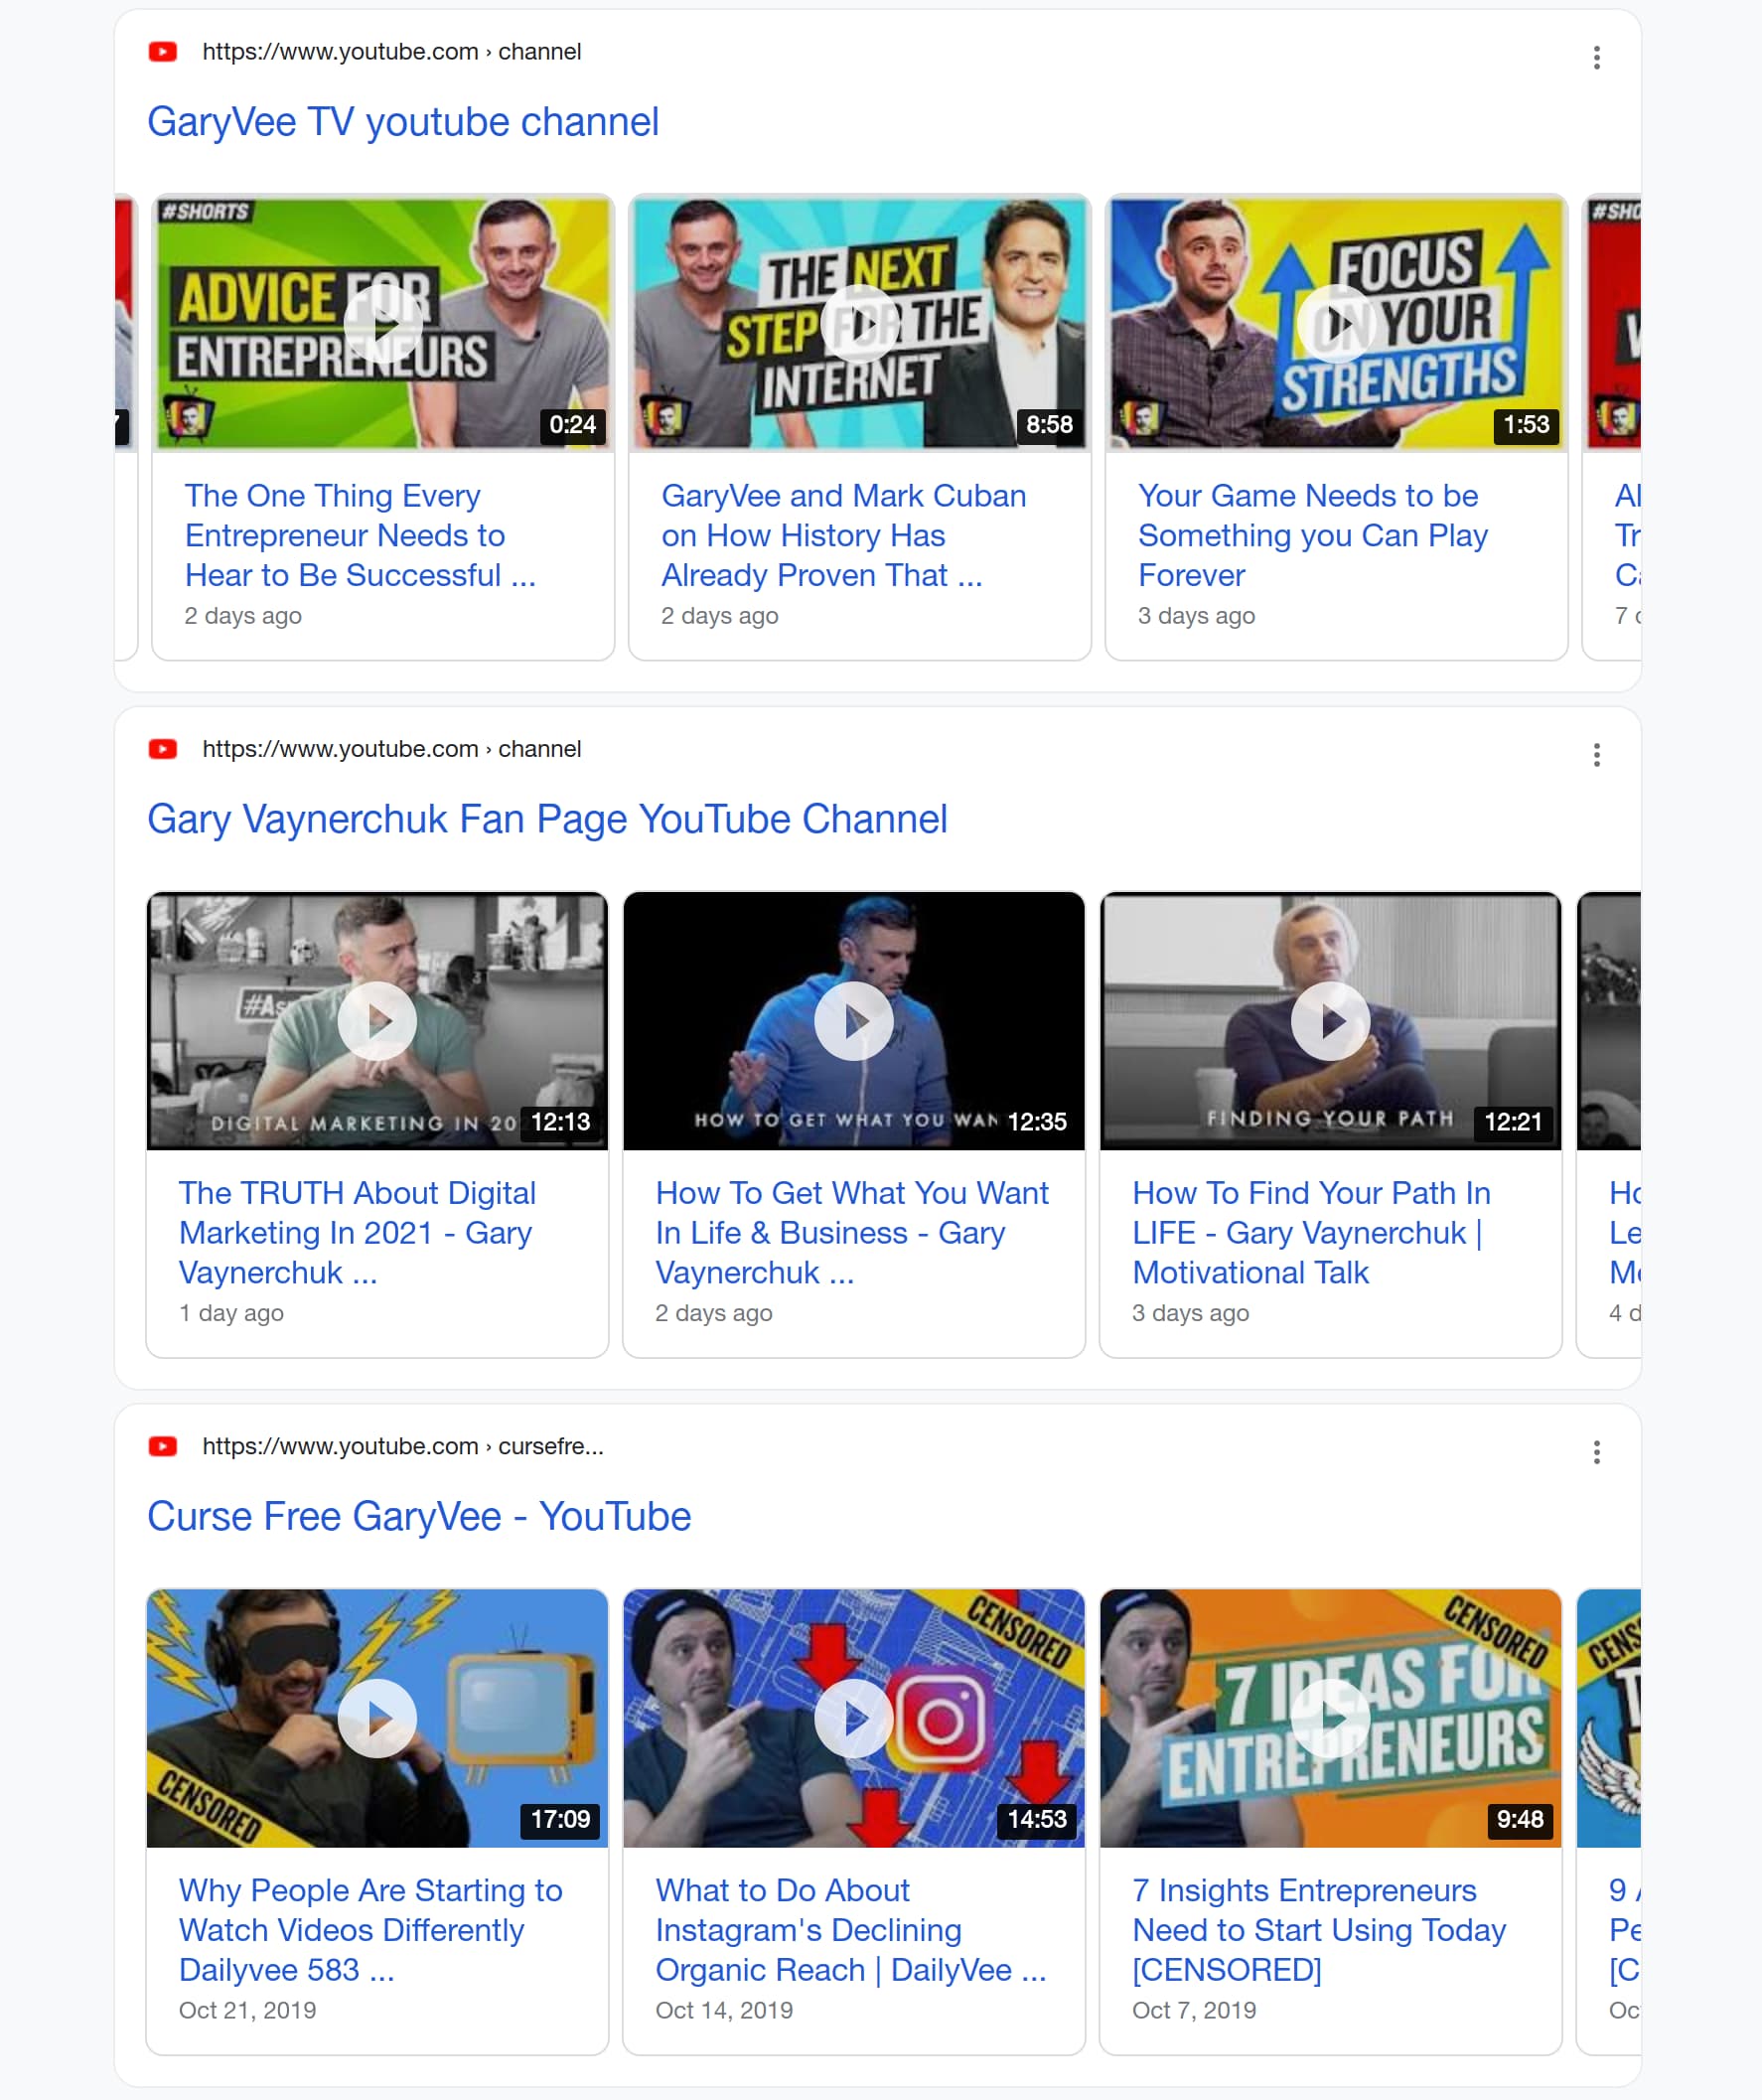 https://www.youtube.com › channel
GaryVee TV youtube channel
#SHORTS
ADVICE FOR
ENTREPRENEURS
0:24
THE NEXT
STEP FOR THE
INTERNET
8:58
FOCUS
ON YOUR
STRENGTHS
1:53
#SHO
The One Thing Every
Entrepreneur Needs to
Hear to Be Successful ...
2 days ago
GaryVee and Mark Cuban
on How History Has
Already Proven That ...
2 days ago
Your Game Needs to be
Something you Can Play
Forever
3 days ago
Tr
7
https://www.youtube.com › channel
Gary Vaynerchuk Fan Page YouTube Channel
DIGITAL MARKETING IN 20
12:13
HOW TO GET WHAT YOU WAN
12:35
FINDING YOUR PATH
12:21
The TRUTH About Digital
Marketing In 2021 - Gary
Vaynerchuk ...
1 day ago
How To Get What You Want
In Life & Business - Gary
Vaynerchuk ...
2 days ago
How To Find Your Path In
LIFE - Gary Vaynerchuk |
Motivational Talk
3 days ago
Le
4 d
https://www.youtube.com › cursefre...
Curse Free GaryVee - YouTube
CENSORED
17:09
CENSORED
14:53
CENSORED
7 IDEAS FOR
ENTREPRENEURS
9:48
CENS
Why People Are Starting to
Watch Videos Differently
Dailyvee 583 ...
Oct 21, 2019
What to Do About
Instagram's Declining
Organic Reach | DailyVee ...
Oct 14, 2019
7 Insights Entrepreneurs
Need to Start Using Today
[CENSORED]
Oct 7, 2019
9
Pe
[C
Oc